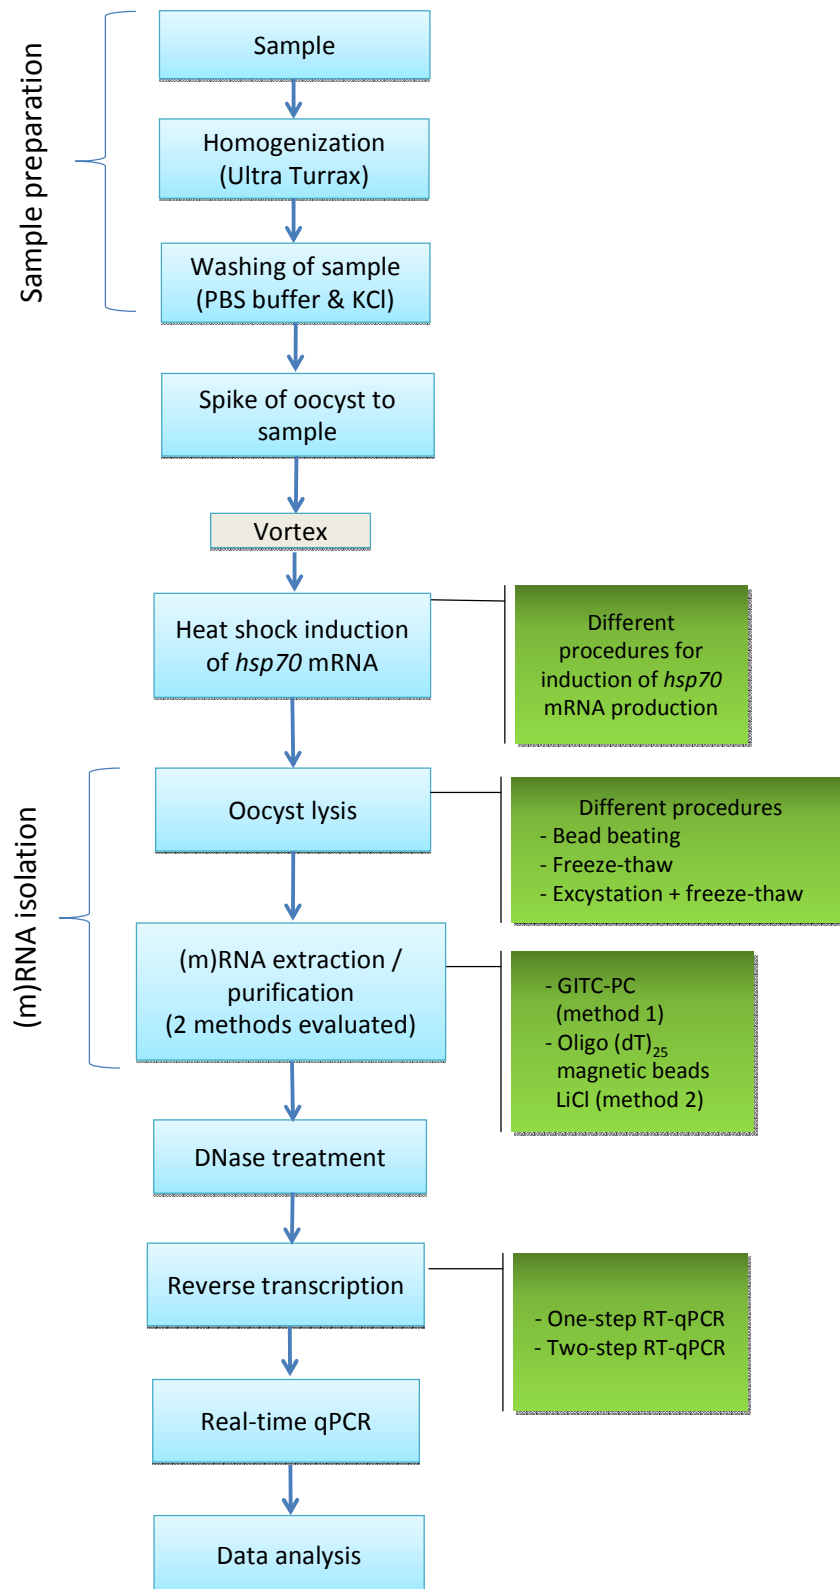 Sample preparation
Sample
Homogenization
(Ultra Turrax)
Washing of sample
(PBS buffer & KCl)
Spike of oocyst to
sample
Vortex
Heat shock induction
of hsp70 mRNA
Different
procedures for
induction of hsp70
mRNA production
(m)RNA isolation
Oocyst lysis
Different procedures
- Bead beating
- Freeze-thaw
- Excystation + freeze-thaw
(m)RNA extraction /
purification
(2 methods evaluated)
- GITC-PC
(method 1)
- Oligo (dT)25
magnetic beads
LiCl (method 2)
DNase treatment
Reverse transcription
- One-step RT-qPCR
- Two-step RT-qPCR
Real-time qPCR
Data analysis